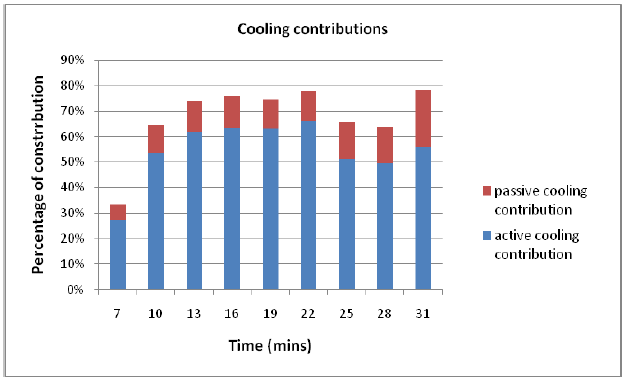 Cooling contributions
Percentage of constrrbution
90%
80%
70%
60%
50%
40%
30%
20%
10%
0%
7 10 13 16 19 22 25 28 31
Time (mins)
passive cooling
contribution
active cooling
contribution